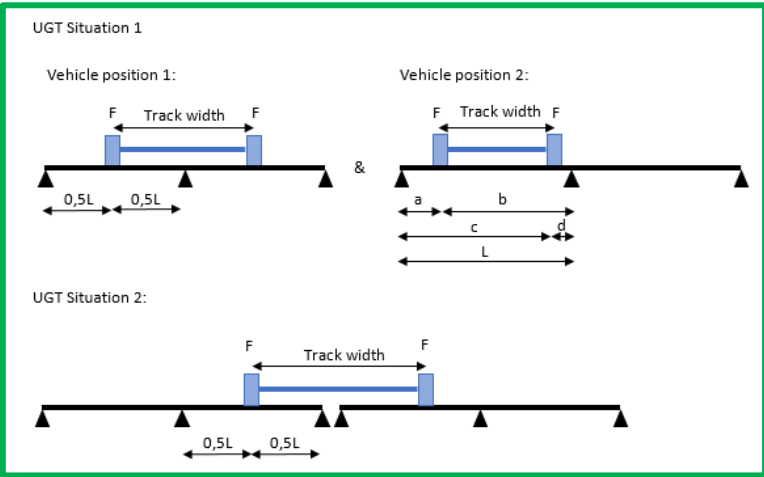 UGT Situation 1
Vehicle position 1:
Vehicle position 2:
F Track width F
F Track width F
&
0,5L 0,5L
a b
c d
L
UGT Situation 2:
F F
Track width
0,5L 0,5L